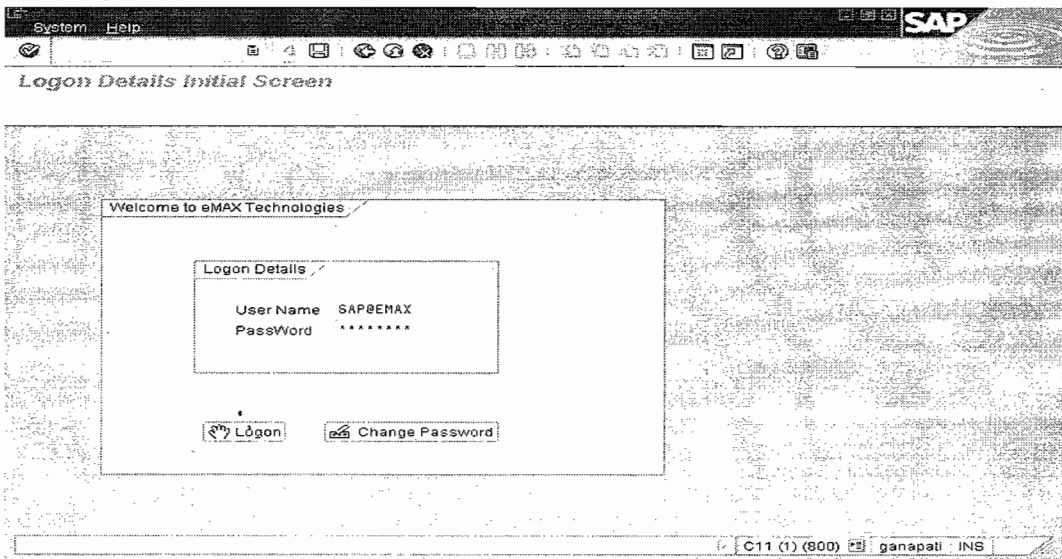 System Help
SAP
Logon Details Initial Screen
Welcome to eMAX Technologies
Logon Details
User Name SAP@EMAX
PassWord ********
Logon Change Password
C11 (1) (800) ganapati INS